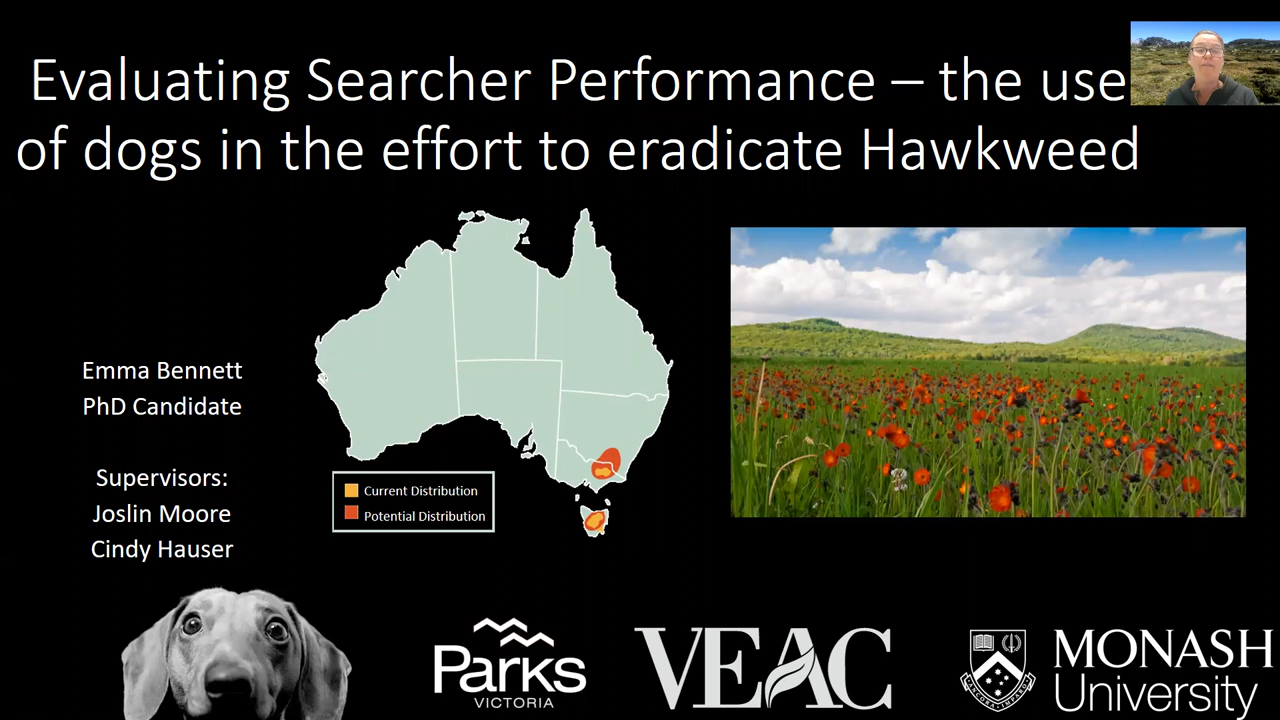 Evaluating Searcher Performance – the use
of dogs in the effort to eradicate Hawkweed
Emma Bennett
PhD Candidate
Supervisors:
Joslin Moore
Cindy Hauser
Current Distribution
Potential Distribution
Parks
VICTORIA
VEAC
MONASH
University